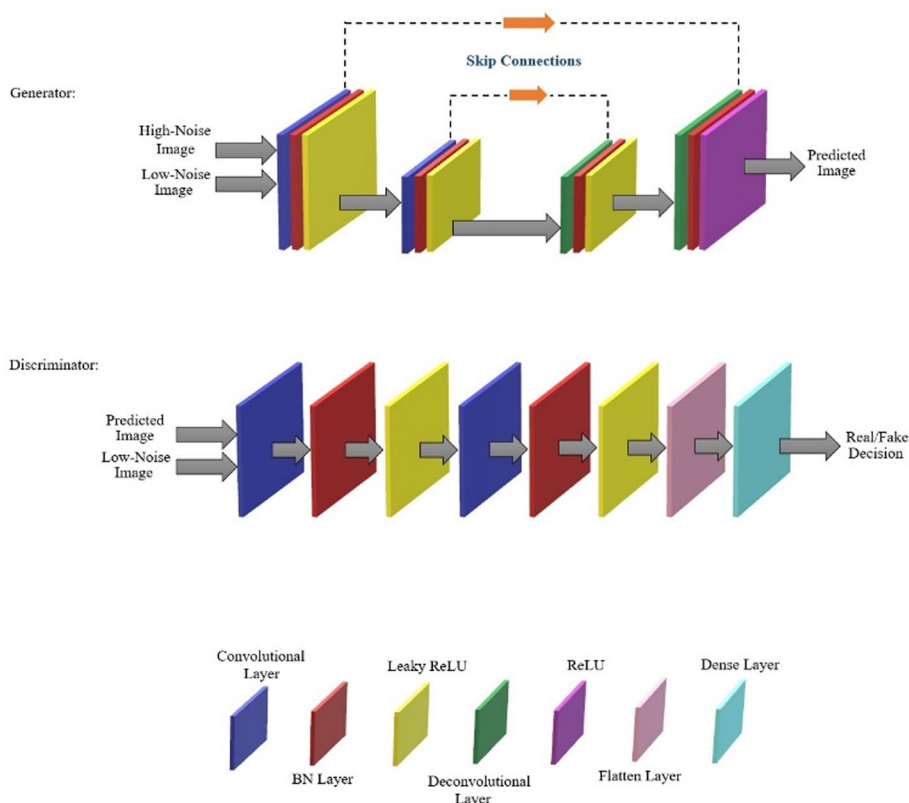 Skip Connections
Generator:
High-Noise
Image
Low-Noise
Image
Predicted
Image
Discriminator:
Predicted
Image
Low-Noise
Image
Real/Fake
Decision
Convolutional
Layer
Leaky ReLU
ReLU
Dense Layer
BN Layer
Deconvolutional
Layer
Flatten Layer